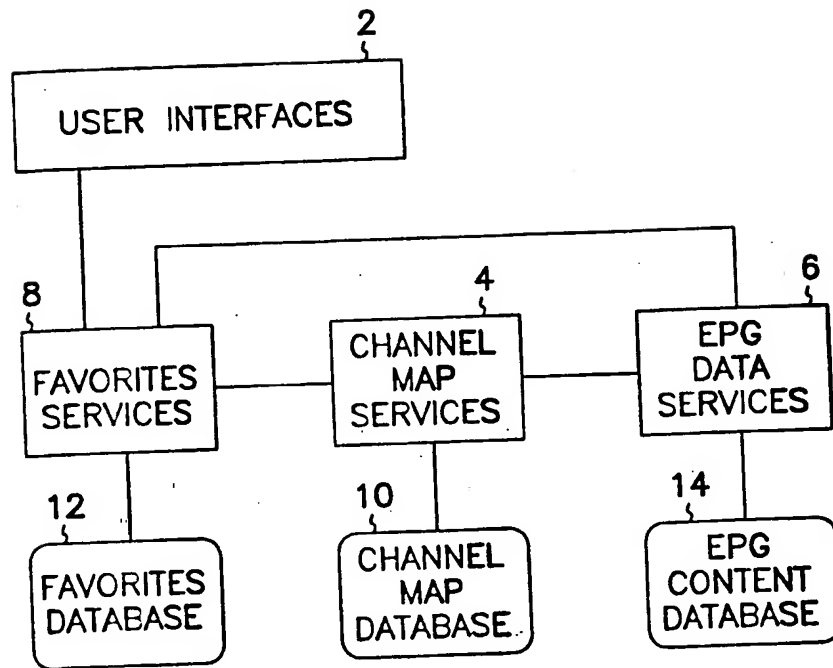 2
USER INTERFACES
8
FAVORITES
SERVICES
4
CHANNEL
MAP
SERVICES
6
EPG
DATA
SERVICES
12
FAVORITES
DATABASE
10
CHANNEL
MAP
DATABASE
14
EPG
CONTENT
DATABASE